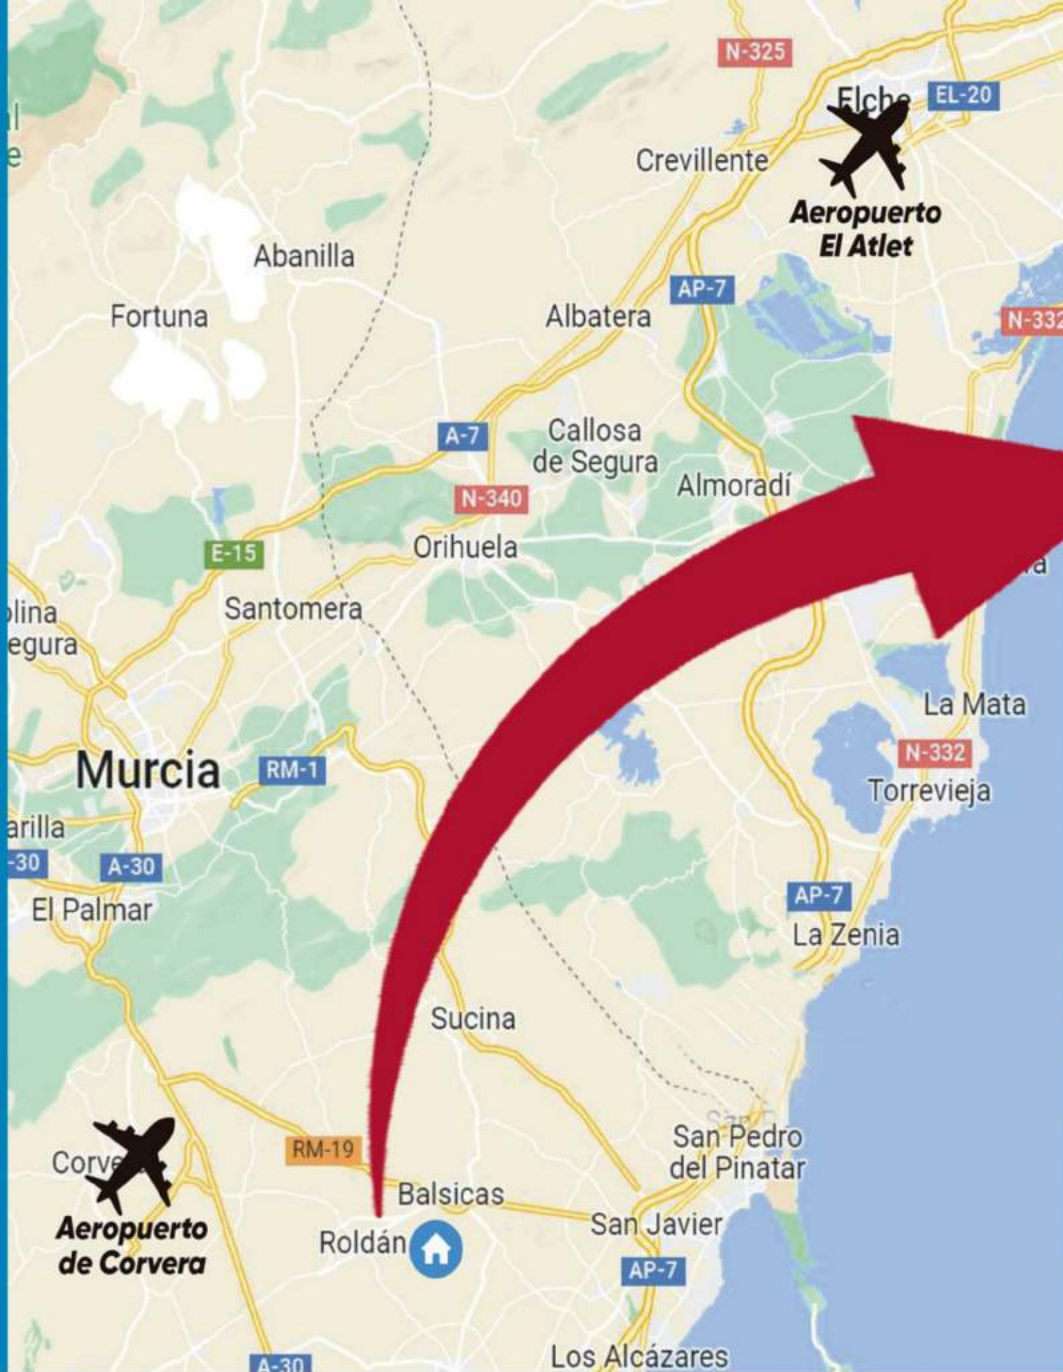 N-325
Elche
EL-20
Crevillente
Aeropuerto
El Atlet
Abanilla
AP-7
Fortuna
Albatera
N-332
A-7
Callosa
de Segura
Almoradí
N-340
E-15
Orihuela
Santomera
egura
La Mata
Murcia
RM-1
N-332
Torrevieja
arilla
-30
A-30
AP-7
El Palmar
La Zenia
Sucina
San Pedro
del Pinatar
RM-19
Aeropuerto
de Corvera
Balsicas
Roldán
San Javier
AP-7
A-30
Los Alcázares